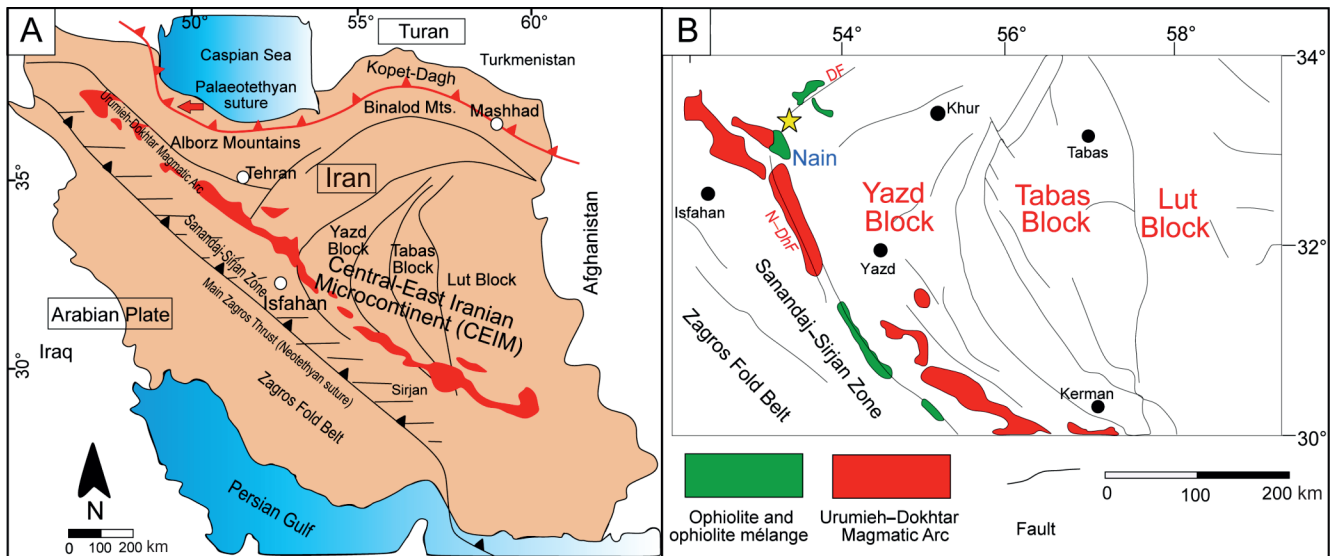 A
50°
60°
Turan
Caspian Sea
Turkmenistan
Kopet-Dagh
Palaeotethyan
suture
Binalod Mts.
Mashhad
Urumieh-Dokhtar Magmatic Arc
Alborz Mountains
Tehran
Iran
35°
Sanandaj-Sirjan Zone
Yazd
Block
Tabas
Block
Lut Block
Afghanistan
Isfahan
Central-East Iranian
Microcontinent (CEIM)
Arabian Plate
Main Zagros Thrust (Neotethyan suture)
Iraq
30°
Zagros Fold Belt
Sirjan
N
Persian Gulf
0 100 200 km
B
54°
56°
58°
34°
DF
Khur
Nain
Tabas
Isfahan
Yazd
Block
Tabas
Block
Lut
Block
N–DhF
Yazd
32°
Sanandaj–Sirjan Zone
Zagros Fold Belt
Kerman
30°
0 100 200 km
Ophiolite and
ophiolite mélange
Urumieh–Dokhtar
Magmatic Arc
Fault